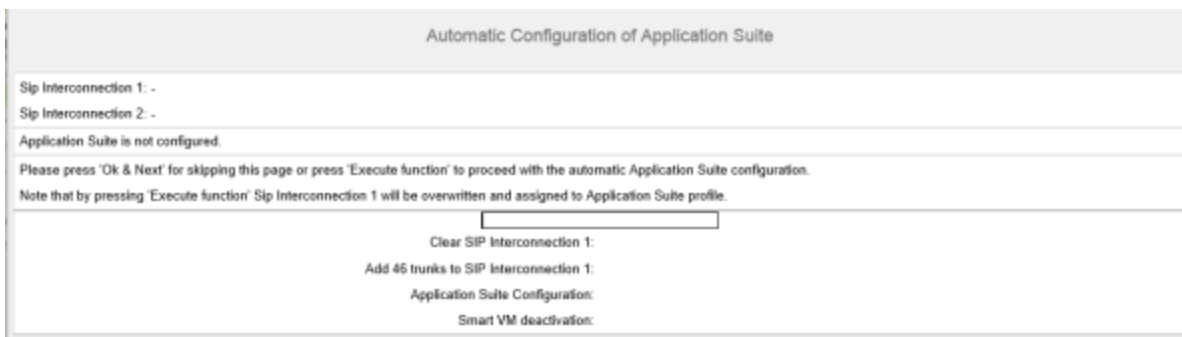 Automatic Configuration of Application Suite
Sip Interconnection 1: -
Sip Interconnection 2: -
Application Suite is not configured.
Please press 'Ok & Next' for skipping this page or press 'Execute function' to proceed with the automatic Application Suite configuration.
Note that by pressing 'Execute function' Sip Interconnection 1 will be overwritten and assigned to Application Suite profile.
Clear SIP Interconnection 1:
Add 46 trunks to SIP Interconnection 1:
Application Suite Configuration:
Smart VM deactivation: